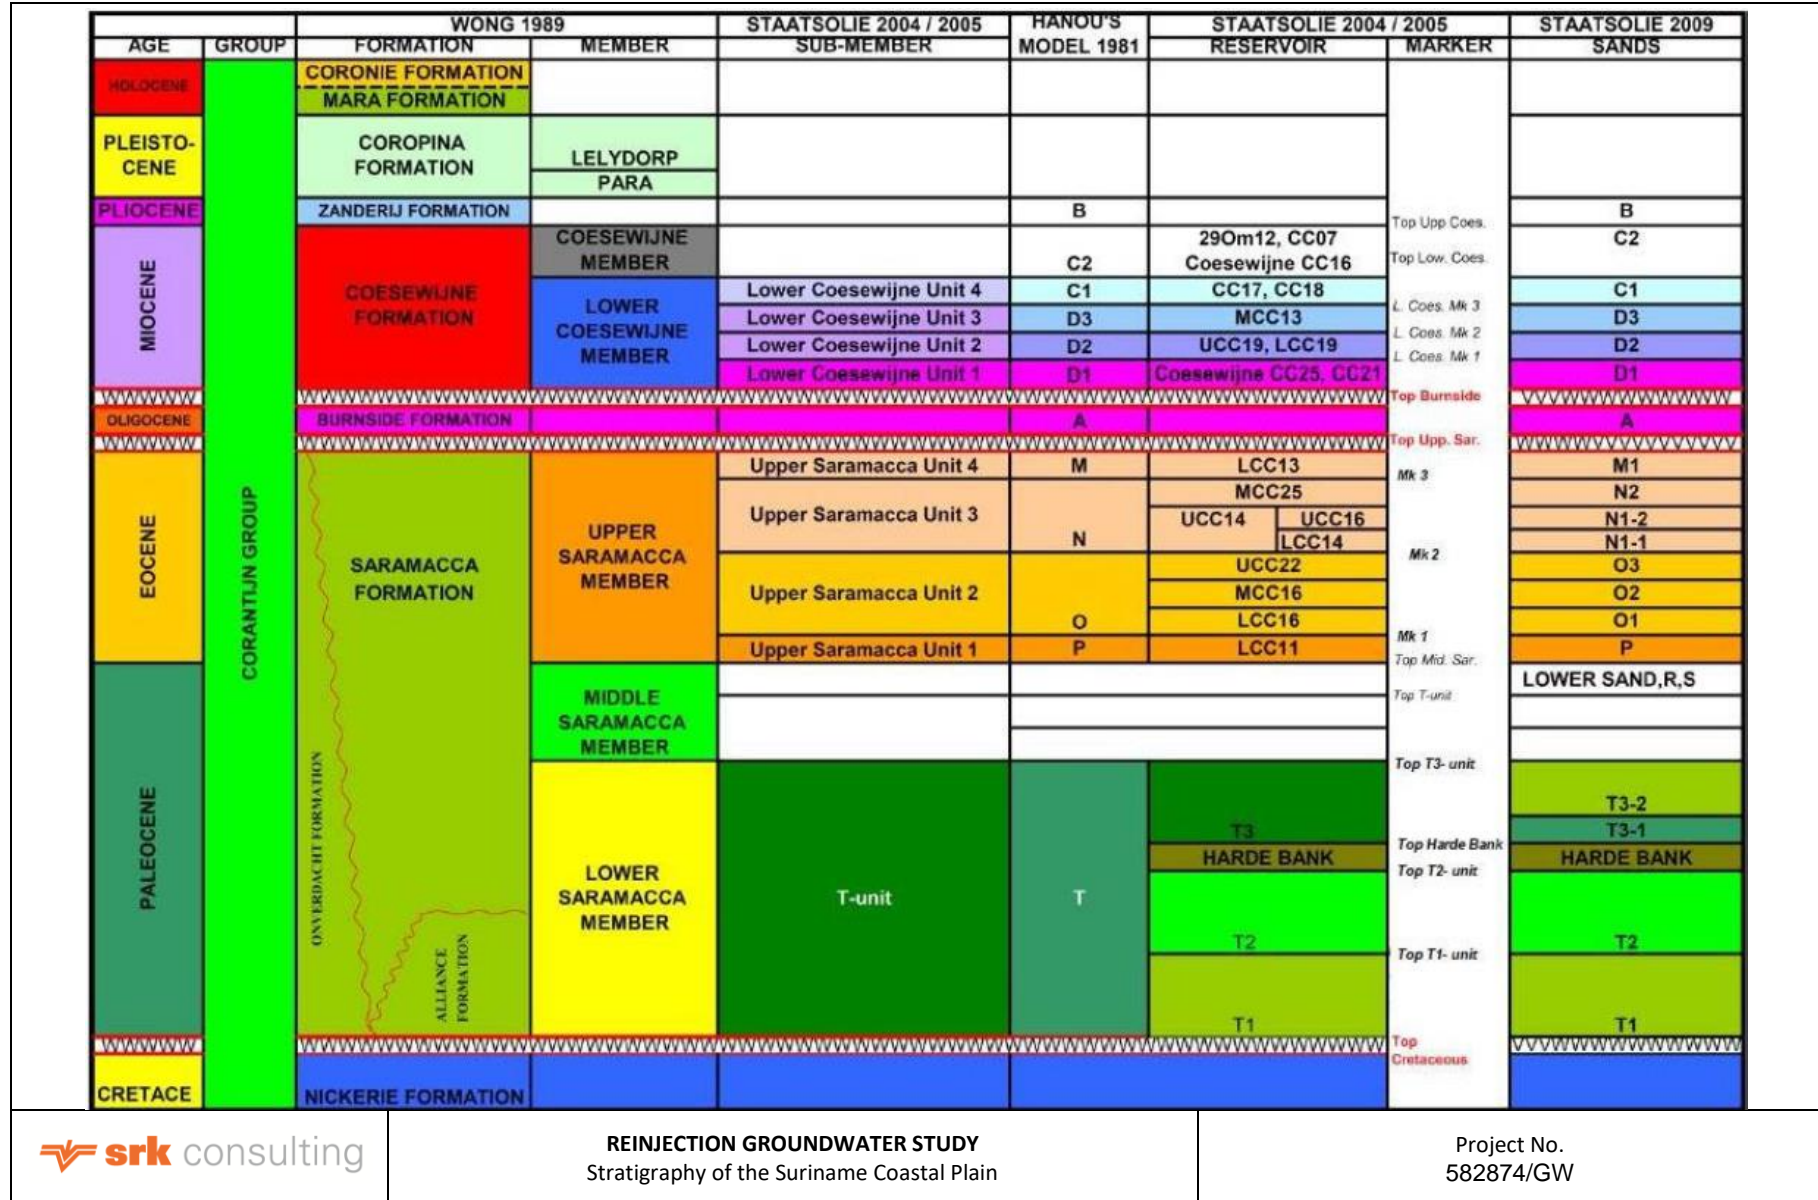 WONG 1989
STAATSOLIE 2004 / 2005
HANOU'S
STAATSOLIE 2004 / 2005
STAATSOLIE 2009
AGE
GROUP
FORMATION
MEMBER
SUB-MEMBER
MODEL 1981
RESERVOIR
MARKER
SANDS
HOLOCENE
CORONIE FORMATION
MARA FORMATION
PLEISTO-
CENE
COROPINA
FORMATION
LELYDORP
PARA
PLIOCENE
ZANDERIJ FORMATION
B
Top Upp Coes.
B
MIOCENE
COESEWIJNE
FORMATION
COESEWIJNE
MEMBER
C2
29Om12, CC07
Coesewijne CC16
Top Low. Coes.
C2
LOWER
COESEWIJNE
MEMBER
Lower Coesewijne Unit 4
C1
CC17, CC18
L. Coes. Mk 3
C1
Lower Coesewijne Unit 3
D3
MCC13
L. Coes. Mk 2
D3
Lower Coesewijne Unit 2
D2
UCC19, LCC19
L. Coes. Mk 1
D2
Lower Coesewijne Unit 1
D1
Coesewijne CC25, CC21
D1
Top Burnside
OLIGOCENE
BURNSIDE FORMATION
A
A
Top Upp. Sar.
CORANTIJN GROUP
EOCENE
SARAMACCA
FORMATION
UPPER
SARAMACCA
MEMBER
Upper Saramacca Unit 4
M
LCC13
Mk 3
M1
Upper Saramacca Unit 3
N
MCC25
N2
UCC14
UCC16
N1-2
LCC14
Mk 2
N1-1
Upper Saramacca Unit 2
O
UCC22
O3
MCC16
O2
LCC16
O1
Mk 1
Upper Saramacca Unit 1
P
LCC11
P
Top Mid. Sar.
PALEOCENE
ONVERDACHT FORMATION
ALLIANCE
FORMATION
MIDDLE
SARAMACCA
MEMBER
LOWER SAND,R,S
Top T-unit
Top T3- unit
LOWER
SARAMACCA
MEMBER
T-unit
T
T3
T3-2
T3-1
Top Harde Bank
HARDE BANK
HARDE BANK
Top T2- unit
T2
T2
Top T1- unit
T1
T1
Top
Cretaceous
CRETACE
NICKERIE FORMATION
srk consulting
REINJECTION GROUNDWATER STUDY
Stratigraphy of the Suriname Coastal Plain
Project No.
582874/GW